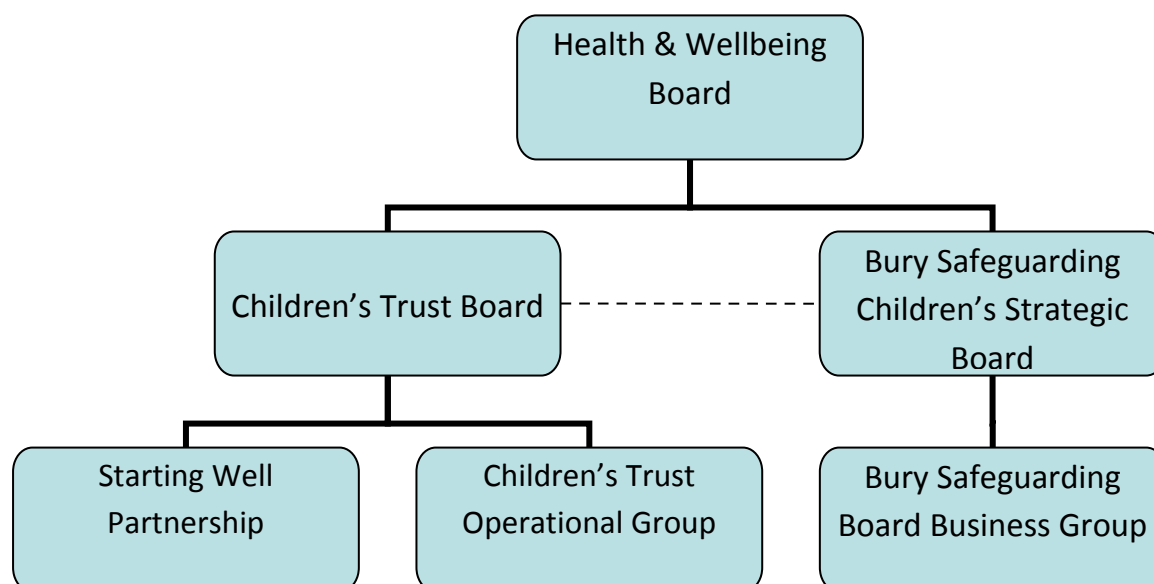 Health & Wellbeing
Board
Children’s Trust Board
Bury Safeguarding
Children’s Strategic
Board
Starting Well
Partnership
Children’s Trust
Operational Group
Bury Safeguarding
Board Business Group